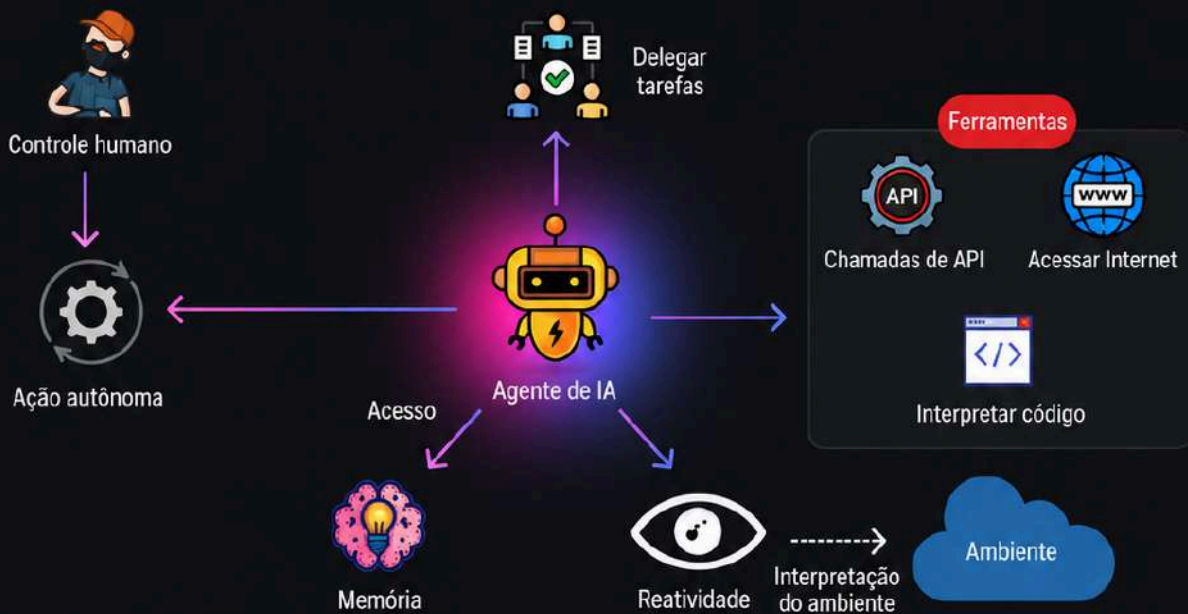 Controle humano
Ação autônoma
Delegar
tarefas
Agente de IA
Acesso
Memória
Reatividade
Interpretação
do ambiente
Ambiente
Ferramentas
API
Chamadas de API
www
Acessar Internet
</>
Interpretar código